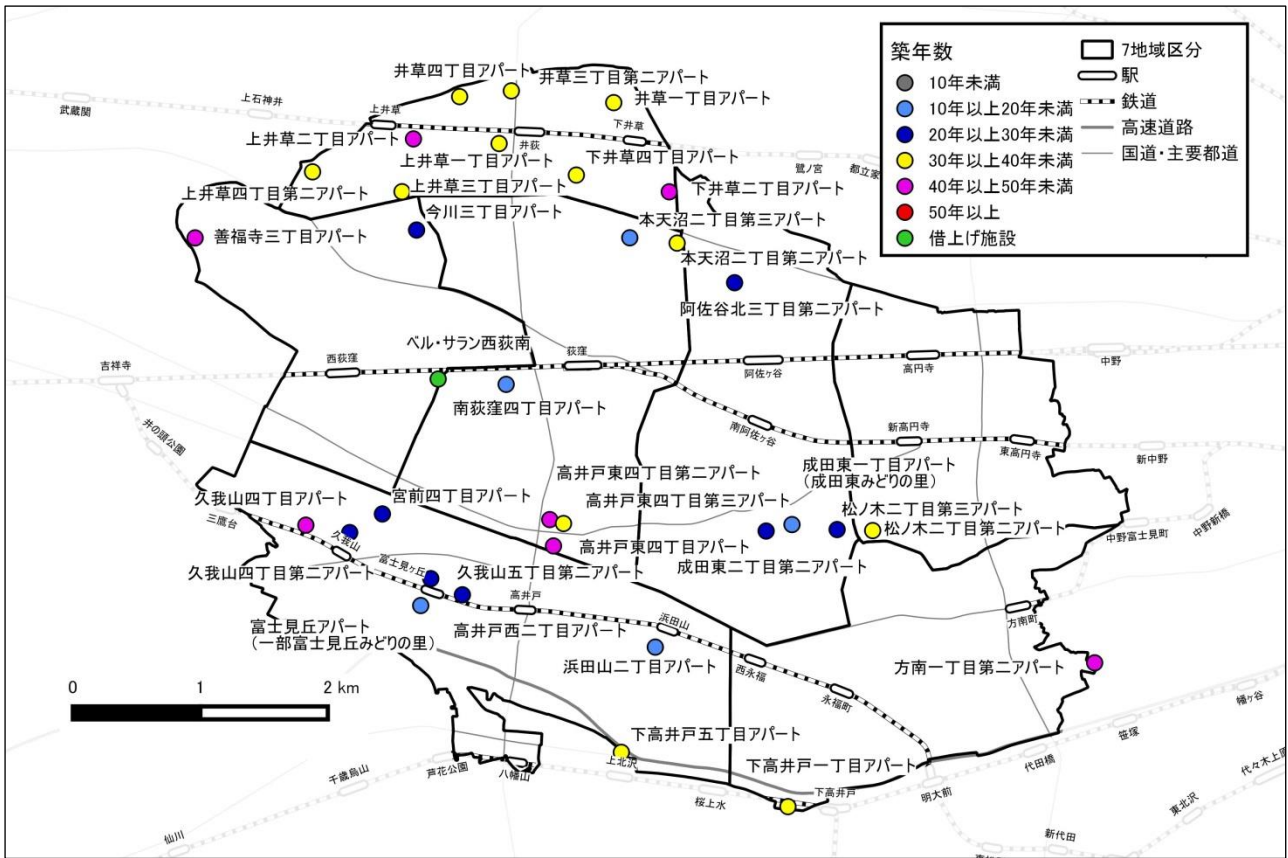 築年数
10年未満
10年以上20年未満
20年以上30年未満
30年以上40年未満
40年以上50年未満
50年以上
借上げ施設
7地域区分
駅
鉄道
高速道路
国道・主要都道
井草四丁目アパート
井草三丁目第二アパート
井草一丁目アパート
武蔵関
上石神井
上井草
井荻
下井草
鷺ノ宮
都立家
上井草二丁目アパート
上井草一丁目アパート
下井草四丁目アパート
上井草四丁目第二アパート
上井草三丁目アパート
下井草二丁目アパート
今川三丁目アパート
善福寺三丁目アパート
本天沼二丁目第三アパート
本天沼二丁目第二アパート
阿佐谷北三丁目第二アパート
ベル・サラン西荻南
吉祥寺
西荻窪
荻窪
阿佐ヶ谷
高円寺
中野
南荻窪四丁目アパート
井の頭公園
南阿佐ヶ谷
新高円寺
東高円寺
新中野
高井戸東四丁目第二アパート
成田東一丁目アパート
(成田東みどりの里)
久我山四丁目アパート
宮前四丁目アパート
高井戸東四丁目第三アパート
松ノ木二丁目第三アパート
松ノ木二丁目第二アパート
三鷹台
久我山
中野富士見町
中野新橋
高井戸東四丁目アパート
成田東二丁目第二アパート
久我山四丁目第二アパート
富士見ヶ丘
久我山五丁目第二アパート
高井戸
浜田山
方南町
富士見丘アパート
(一部富士見丘みどりの里)
高井戸西二丁目アパート
浜田山二丁目アパート
西永福
永福町
方南一丁目第二アパート
0
1
2 km
幡ヶ谷
笹塚
代田橋
下高井戸五丁目アパート
下高井戸一丁目アパート
上北沢
芦花公園
八幡山
千歳烏山
桜上水
下高井戸
明大前
代々木上原
東北沢
新代田
仙川